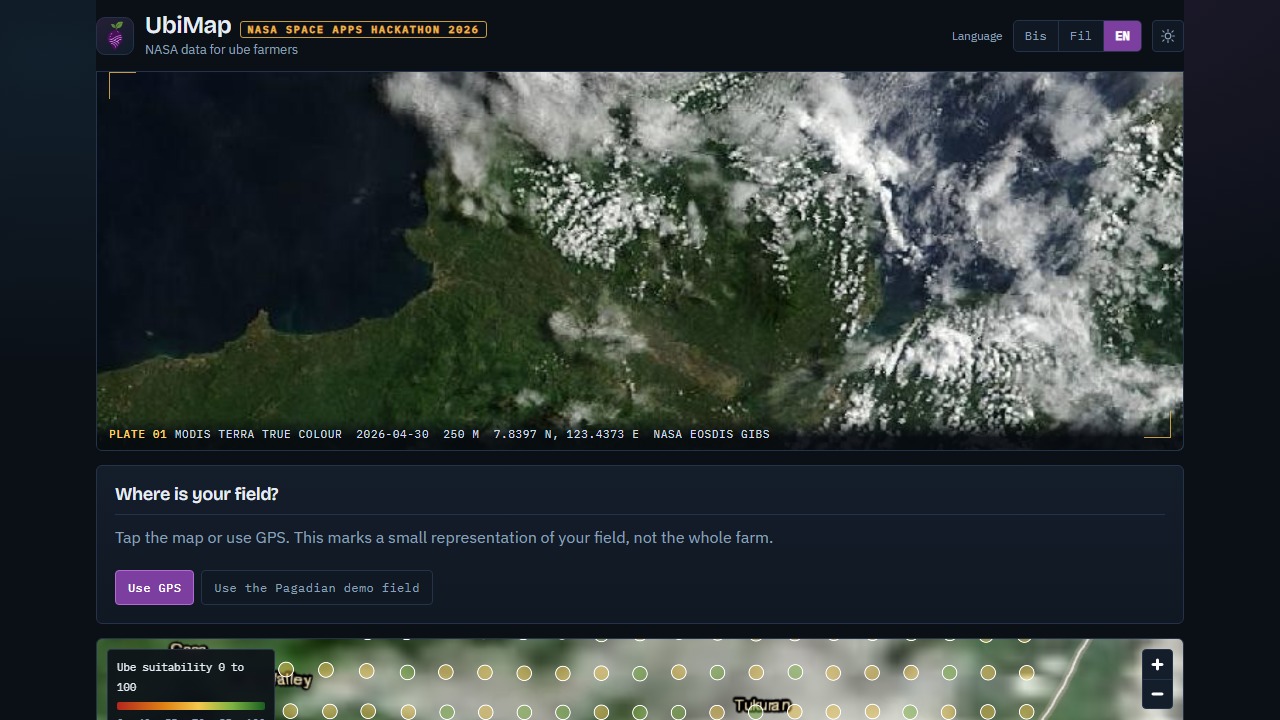 UbiMap NASA SPACE APPS HACKATHON 2026
NASA data for ube farmers
Language Bis Fil EN
PLATE 01 MODIS TERRA TRUE COLOUR 2026-04-30 250 M 7.8397 N, 123.4373 E NASA EOSDIS GIBS
Where is your field?
Tap the map or use GPS. This marks a small representation of your field, not the whole farm.
Use GPS Use the Pagadian demo field
Ube suitability 0 to
100
Tukuran
+
−